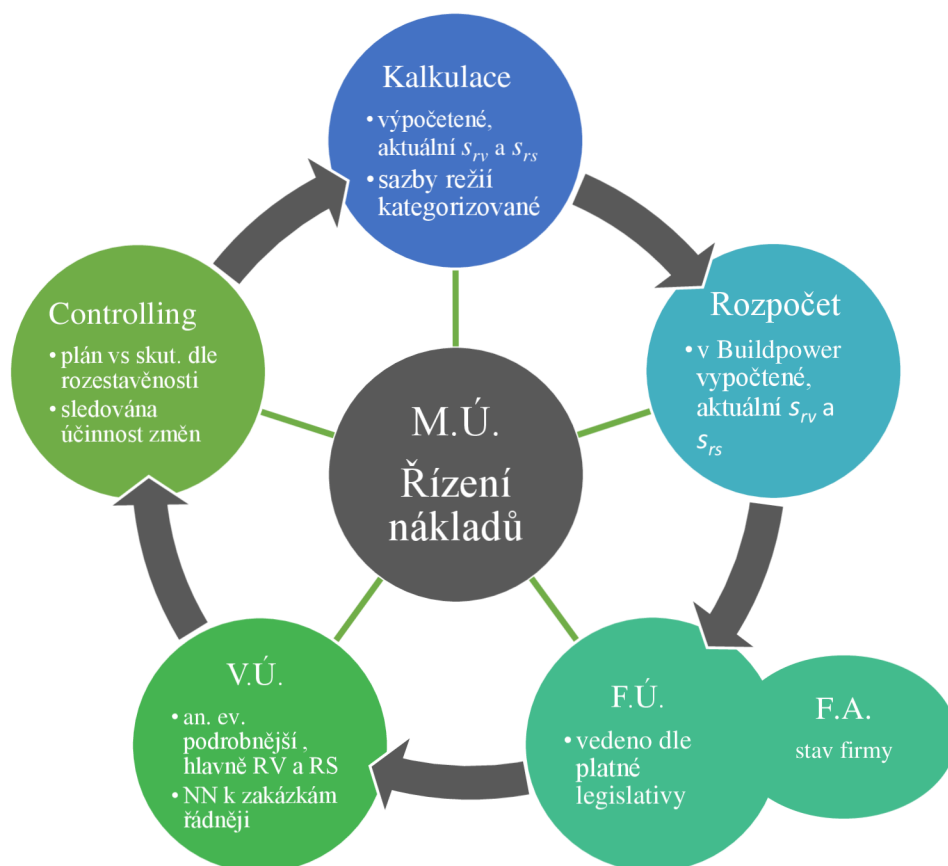 Kalkulace
• výpočetené,
aktuální s_rv a s_rs
• sazby režií
kategorizované
Rozpočet
• v Buildpower
vypočtené,
aktuální s_rv a
s_rs
Controlling
• plán vs skut. dle
rozestavěnosti
• sledována
účinnost změn
M.Ú.
Řízení
nákladů
V.Ú.
• an. ev.
podrobnější ,
hlavně RV a RS
• NN k zakázkám
řádněji
F.Ú.
• vedeno dle
platné
legislativy
F.A.
stav firmy